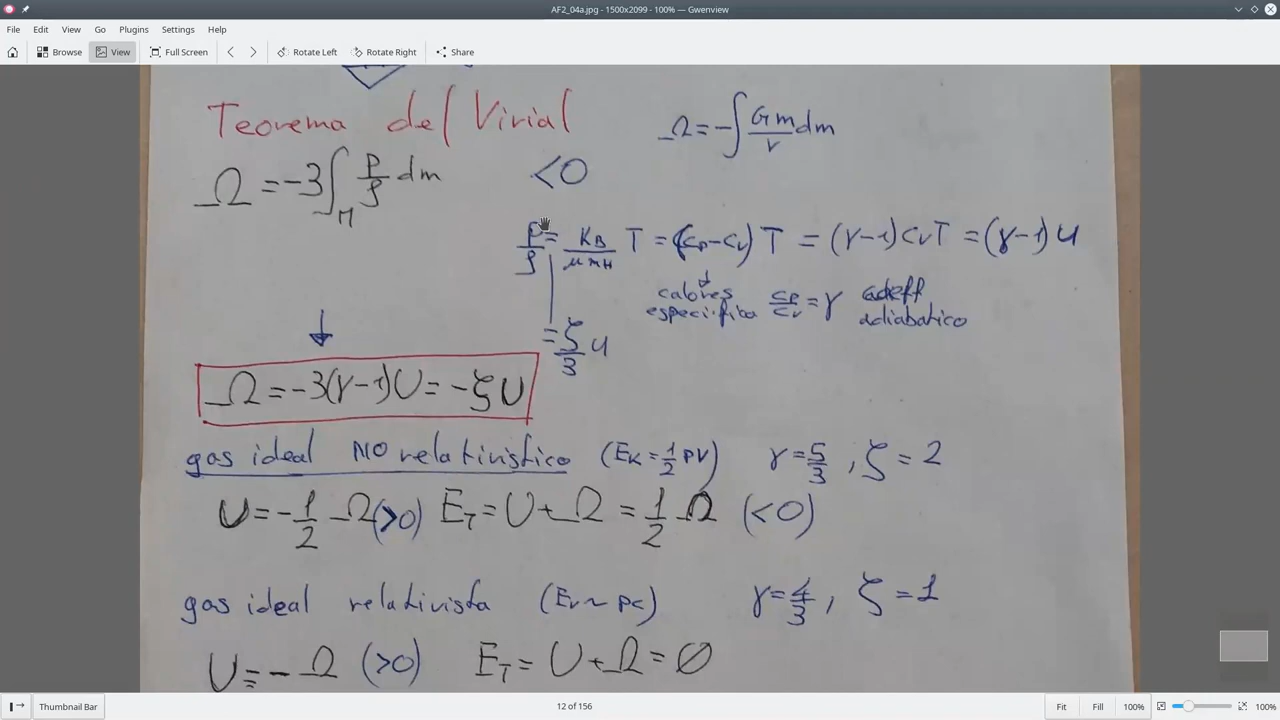 AF2_04a.jpg - 1500x2099 - 100% — Gwenview
File Edit View Go Plugins Settings Help
Browse View Full Screen Rotate Left Rotate Right Share
Teorema del Virial
Ω = -∫ Gm/r dm
Ω = -3∫_M P/ρ dm <0
P/ρ = K_B/μm_H T = (c_p-c_v) T = (γ-1) c_v T = (γ-1) u
calores
específico c_p/c_v = γ coeff
adiabatico
= ζ/3 u
Ω = -3(γ-1)U = -ζU
gas ideal NO relativistico (E_K = 1/2 pv) γ = 5/3, ζ = 2
U = -1/2 Ω (>0) E_T = U + Ω = 1/2 Ω (<0)
gas ideal relativista (E_K ~ pc) γ = 4/3, ζ = 1
U = -Ω (>0) E_T = U + Ω = Ø
Thumbnail Bar 12 of 156 Fit Fill 100% 100%